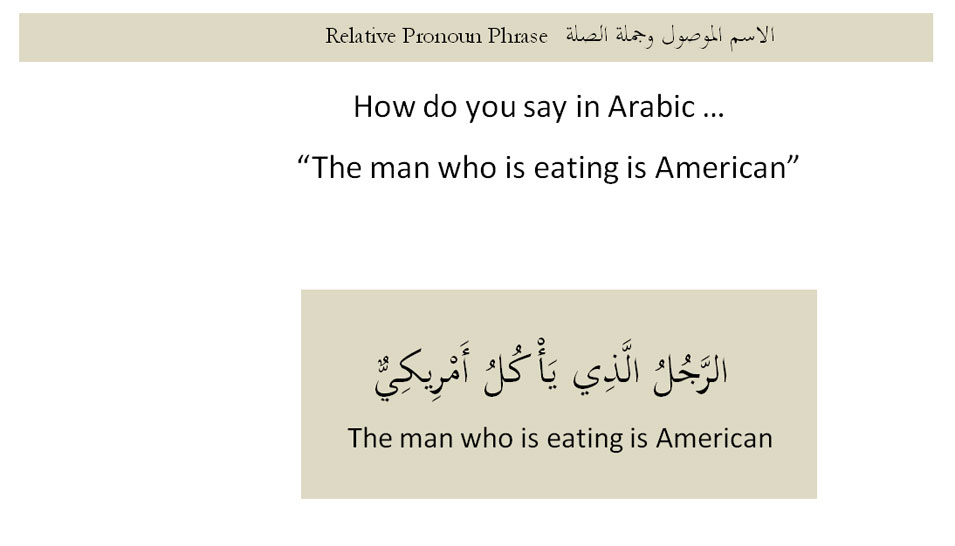 Relative Pronoun Phrase الاسم الموصول وجملة الصلة
How do you say in Arabic ...
“The man who is eating is American”
الرَّجُلُ الَّذِي يَأْكُلُ أَمْرِيكِيٌّ
The man who is eating is American